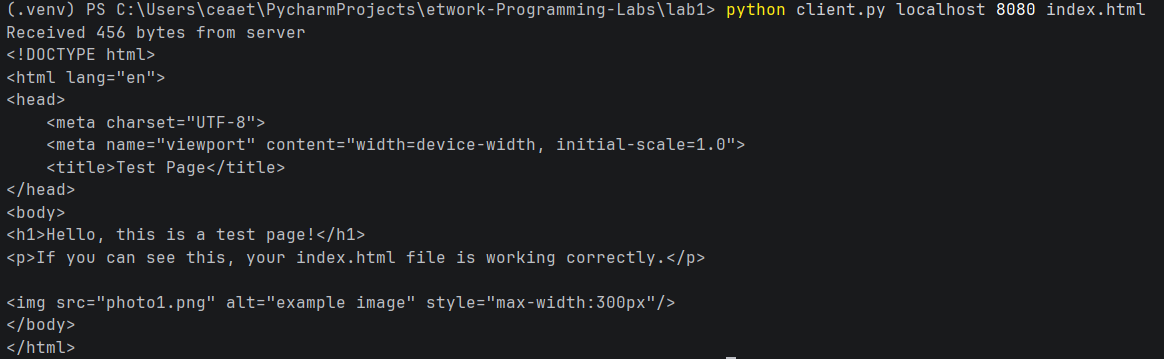 (.venv) PS C:\Users\ceaet\PycharmProjects\etwork-Programming-Labs\lab1> python client.py localhost 8080 index.html
Received 456 bytes from server
<!DOCTYPE html>
<html lang="en">
<head>
    <meta charset="UTF-8">
    <meta name="viewport" content="width=device-width, initial-scale=1.0">
    <title>Test Page</title>
</head>
<body>
<h1>Hello, this is a test page!</h1>
<p>If you can see this, your index.html file is working correctly.</p>

<img src="photo1.png" alt="example image" style="max-width:300px"/>
</body>
</html>